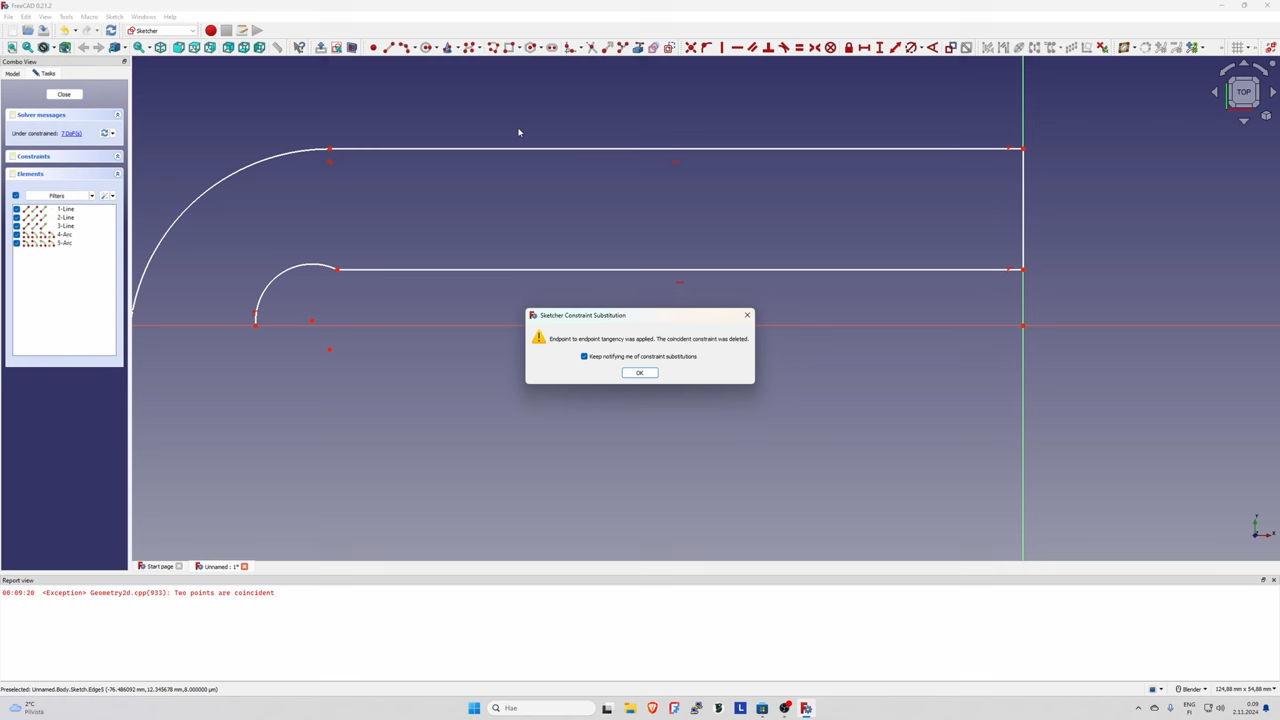 FreeCAD 0.21.2
File Edit View Tools Macro Sketch Windows Help
Sketcher
Combo View
Model Tasks
Close
Solver messages
Under constrained: 7 DoF(s)
Constraints
Elements
Filters
1-Line
2-Line
3-Line
4-Arc
5-Arc
TOP
Sketcher Constraint Substitution
Endpoint to endpoint tangency was applied. The coincident constraint was deleted.
Keep notifying me of constraint substitutions
OK
Y
X
Start page Unnamed : 1*
Report view
00:09:20 <Exception> Geometry2d.cpp(933): Two points are coincident
Preselected: Unnamed.Body.Sketch.Edge5 (-76.486092 mm, 12.345678 mm, 8.000000 µm)
Blender 124,88 mm x 54,88 mm
2°C
Pilvistä
Hae
ENG
FI
0.09
2.11.2024